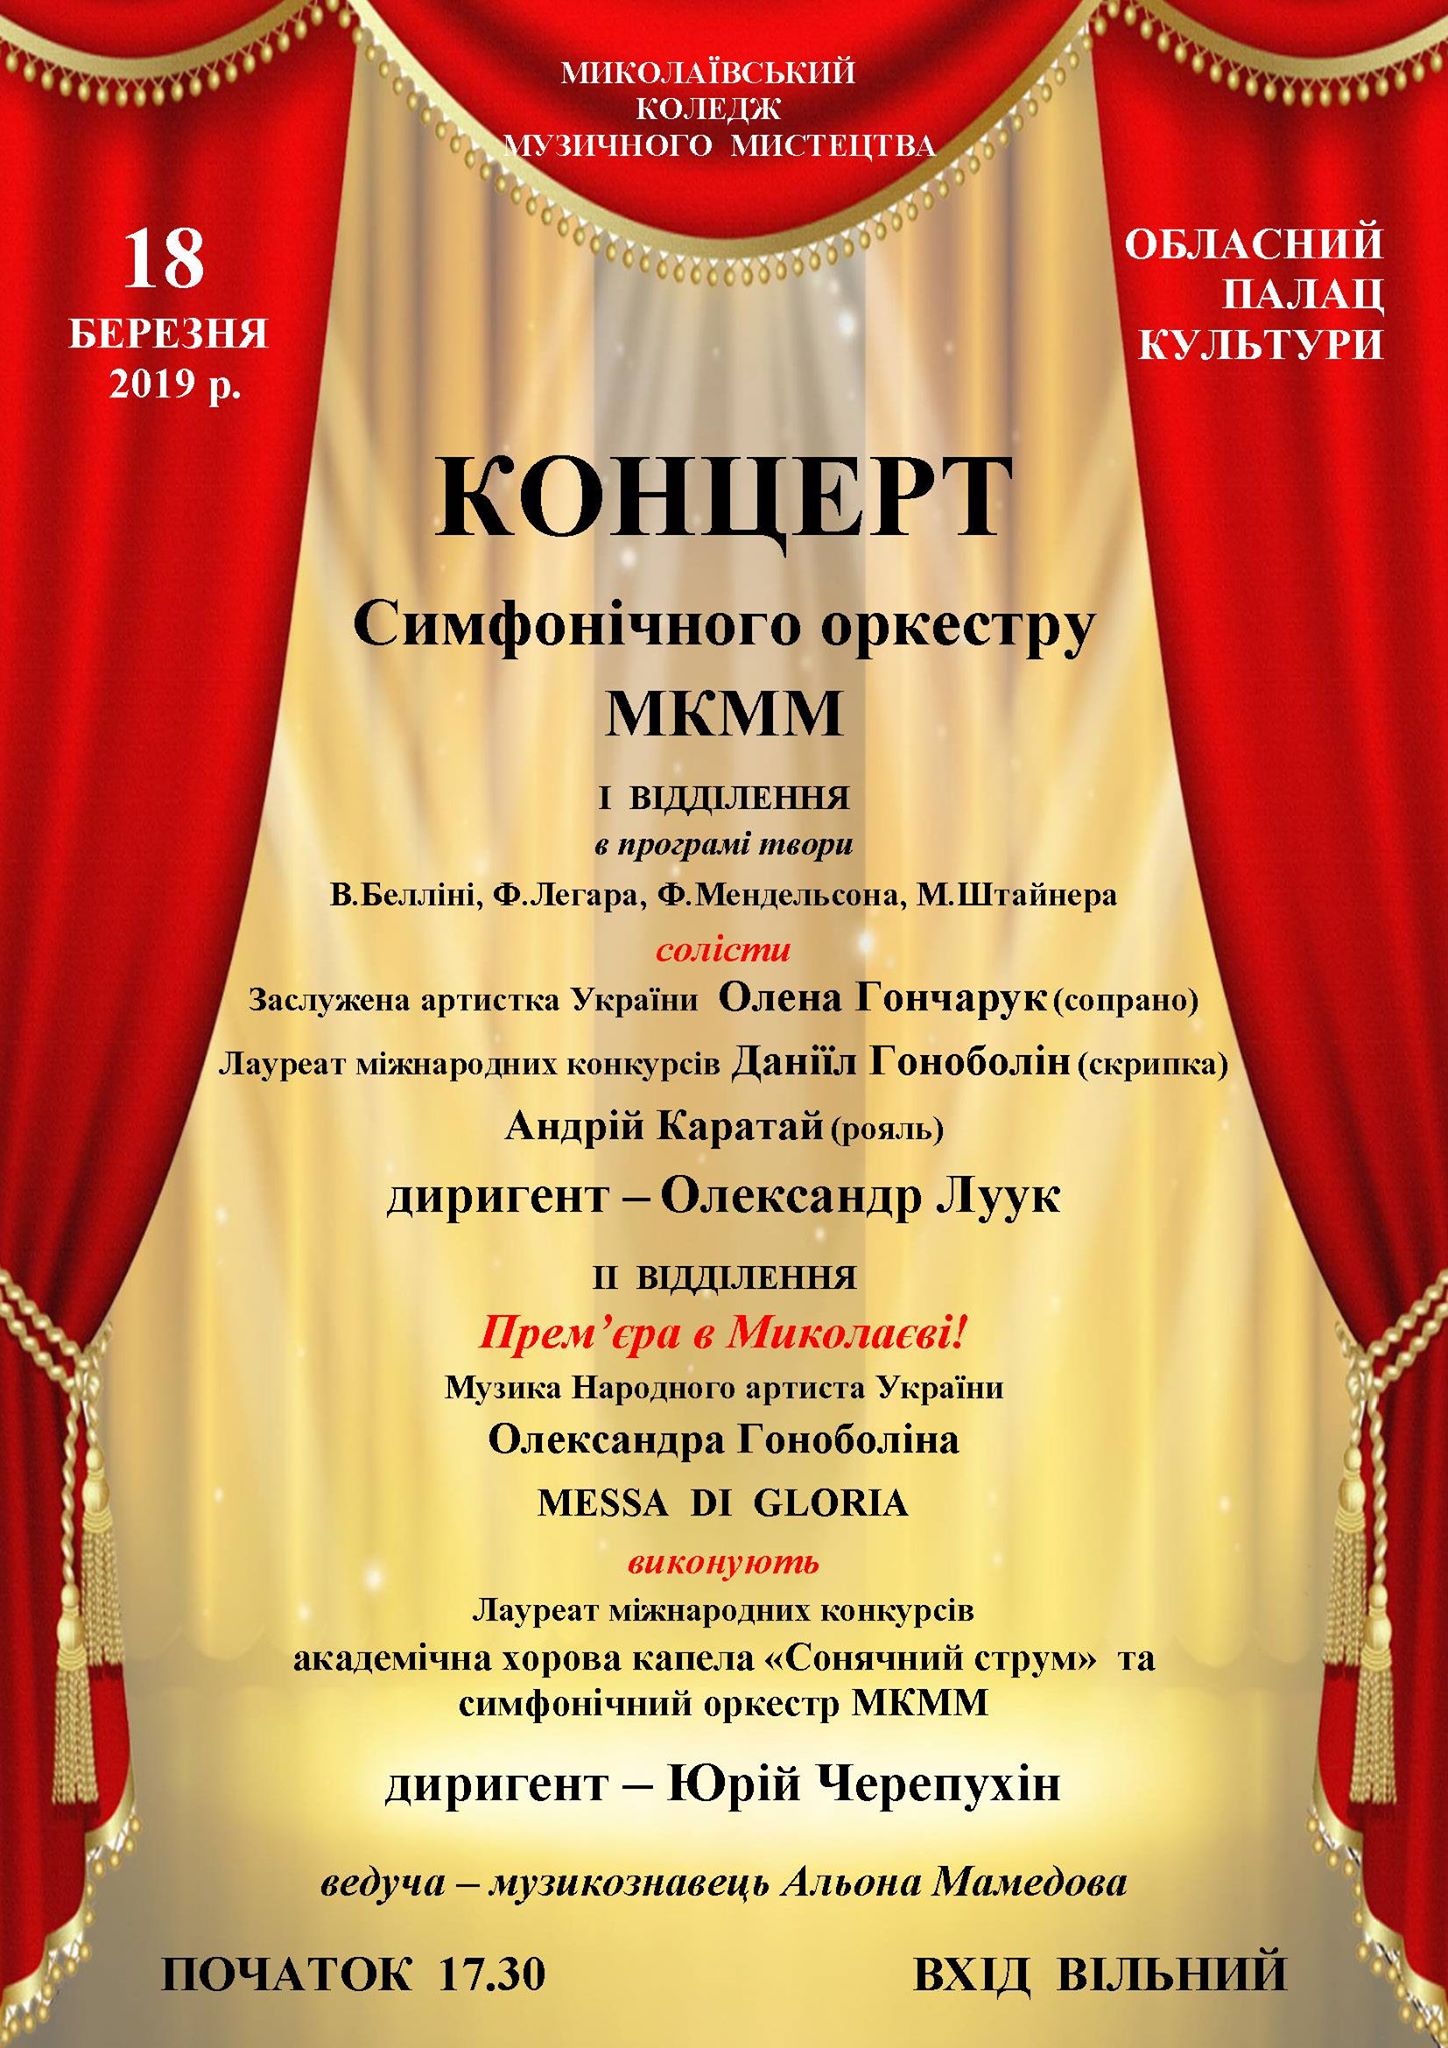 МИКОЛАЇВСЬКИЙ
КОЛЕДЖ
МУЗИЧНОГО МИСТЕЦТВА
18
БЕРЕЗНЯ
2019 р.
ОБЛАСНИЙ
ПАЛАЦ
КУЛЬТУРИ
КОНЦЕРТ
Симфонічного оркестру
МКММ
І ВІДДІЛЕННЯ
в програмі твори
В.Белліні, Ф.Легара, Ф.Мендельсона, М.Штайнера
солісти
Заслужена артистка України Олена Гончарук (сопрано)
Лауреат міжнародних конкурсів Даніїл Гоноболін (скрипка)
Андрій Каратай (рояль)
диригент – Олександр Луук
ІІ ВІДДІЛЕННЯ
Прем’єра в Миколаєві!
Музика Народного артиста України
Олександра Гоноболіна
MESSA DI GLORIA
виконують
Лауреат міжнародних конкурсів
академічна хорова капела «Сонячний струм» та
симфонічний оркестр МКММ
диригент – Юрій Черепухін
ведуча – музикознавець Альона Мамедова
ПОЧАТОК 17.30
ВХІД ВІЛЬНИЙ